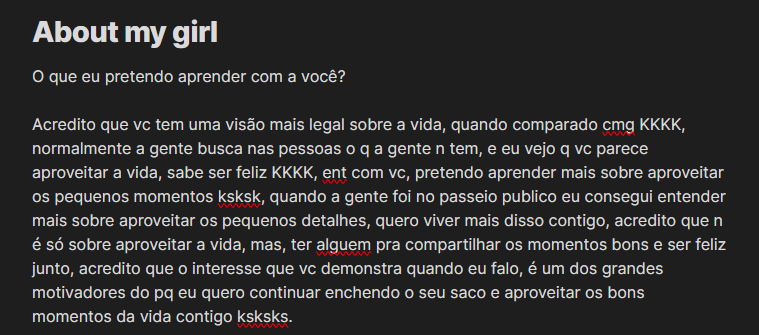 About my girl
O que eu pretendo aprender com a você?
Acredito que vc tem uma visão mais legal sobre a vida, quando comparado cmg KKKK,
normalmente a gente busca nas pessoas o q a gente n tem, e eu vejo q vc parece
aproveitar a vida, sabe ser feliz KKKK, ent com vc, pretendo aprender mais sobre aproveitar
os pequenos momentos ksksk, quando a gente foi no passeio publico eu consegui entender
mais sobre aproveitar os pequenos detalhes, quero viver mais disso contigo, acredito que n
é só sobre aproveitar a vida, mas, ter alguem pra compartilhar os momentos bons e ser feliz
junto, acredito que o interesse que vc demonstra quando eu falo, é um dos grandes
motivadores do pq eu quero continuar enchendo o seu saco e aproveitar os bons
momentos da vida contigo ksksks.